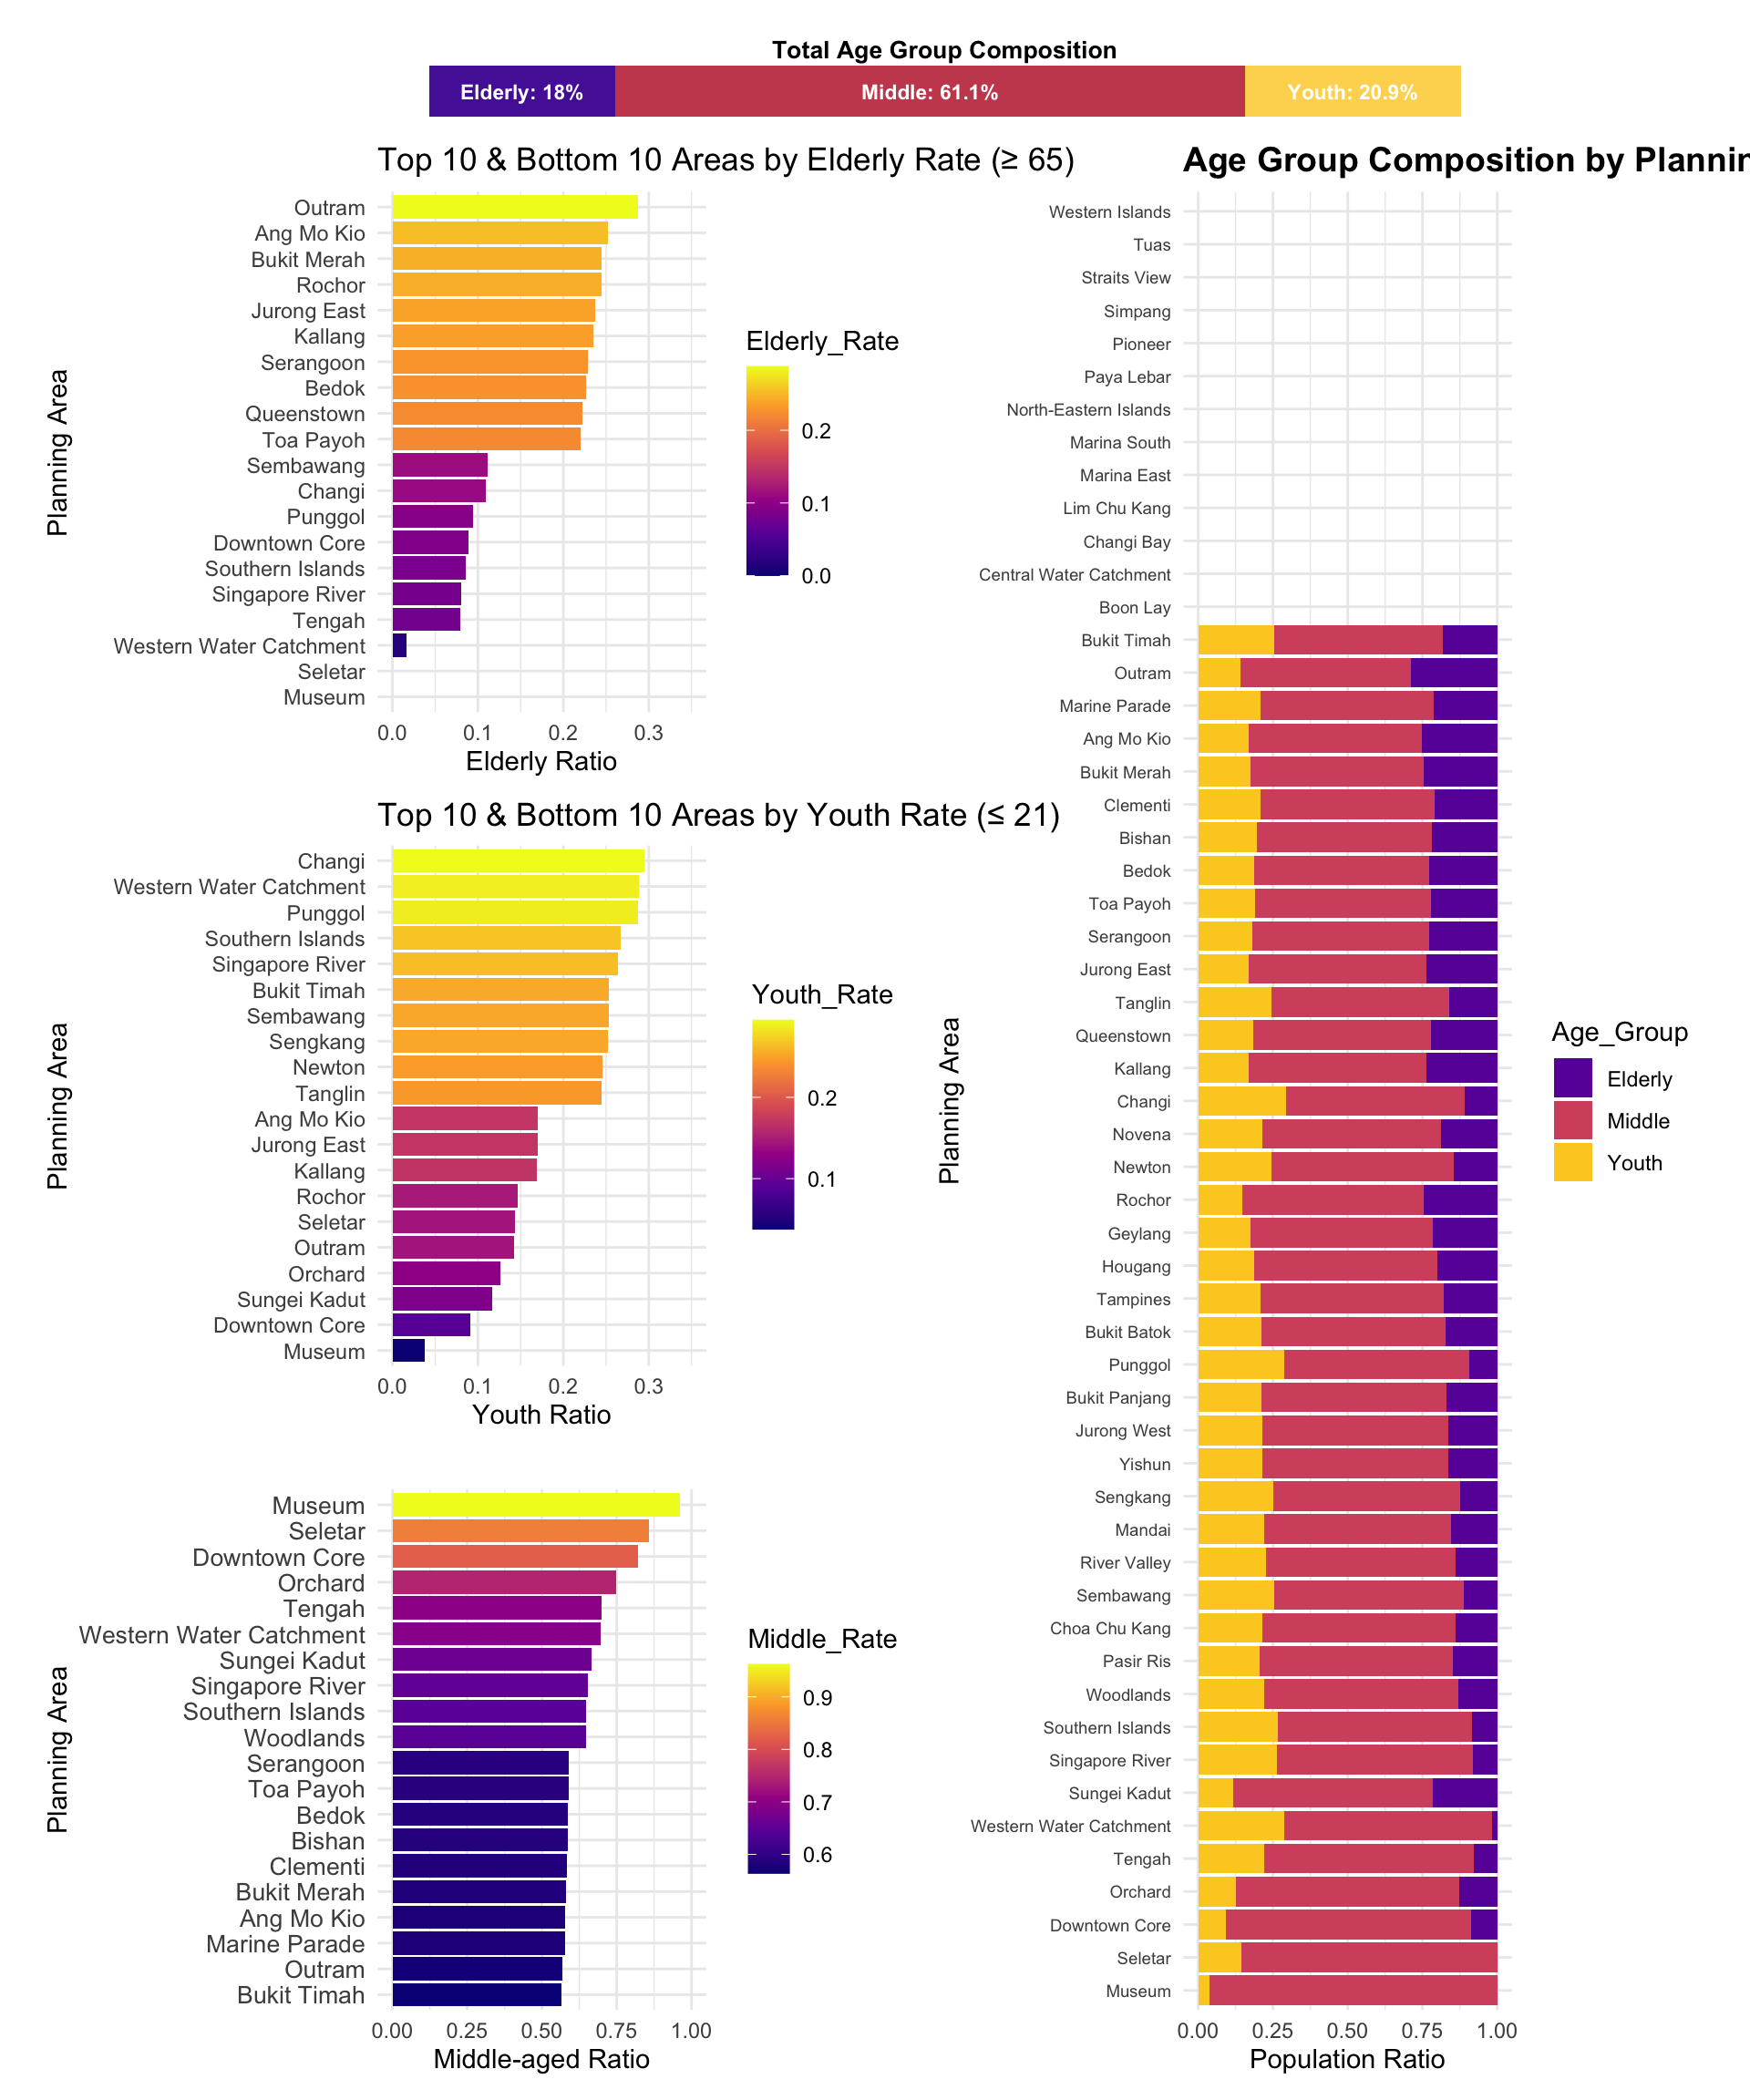 Total Age Group Composition
Elderly: 18%
Middle: 61.1%
Youth: 20.9%
Top 10 & Bottom 10 Areas by Elderly Rate (≥ 65)
Planning Area
Outram
Ang Mo Kio
Bukit Merah
Rochor
Jurong East
Kallang
Serangoon
Bedok
Queenstown
Toa Payoh
Sembawang
Changi
Punggol
Downtown Core
Southern Islands
Singapore River
Tengah
Western Water Catchment
Seletar
Museum
0.0 0.1 0.2 0.3
Elderly Ratio
Elderly_Rate
0.2
0.1
0.0
Top 10 & Bottom 10 Areas by Youth Rate (≤ 21)
Planning Area
Changi
Western Water Catchment
Punggol
Southern Islands
Singapore River
Bukit Timah
Sembawang
Sengkang
Newton
Tanglin
Ang Mo Kio
Jurong East
Kallang
Rochor
Seletar
Outram
Orchard
Sungei Kadut
Downtown Core
Museum
0.0 0.1 0.2 0.3
Youth Ratio
Youth_Rate
0.2
0.1
Planning Area
Museum
Seletar
Downtown Core
Orchard
Tengah
Western Water Catchment
Sungei Kadut
Singapore River
Southern Islands
Woodlands
Serangoon
Toa Payoh
Bedok
Bishan
Clementi
Bukit Merah
Ang Mo Kio
Marine Parade
Outram
Bukit Timah
0.00 0.25 0.50 0.75 1.00
Middle-aged Ratio
Middle_Rate
0.9
0.8
0.7
0.6
Age Group Composition by Plannin
Planning Area
Western Islands
Tuas
Straits View
Simpang
Pioneer
Paya Lebar
North-Eastern Islands
Marina South
Marina East
Lim Chu Kang
Changi Bay
Central Water Catchment
Boon Lay
Bukit Timah
Outram
Marine Parade
Ang Mo Kio
Bukit Merah
Clementi
Bishan
Bedok
Toa Payoh
Serangoon
Jurong East
Tanglin
Queenstown
Kallang
Changi
Novena
Newton
Rochor
Geylang
Hougang
Tampines
Bukit Batok
Punggol
Bukit Panjang
Jurong West
Yishun
Sengkang
Mandai
River Valley
Sembawang
Choa Chu Kang
Pasir Ris
Woodlands
Southern Islands
Singapore River
Sungei Kadut
Western Water Catchment
Tengah
Orchard
Downtown Core
Seletar
Museum
0.00 0.25 0.50 0.75 1.00
Population Ratio
Age_Group
Elderly
Middle
Youth